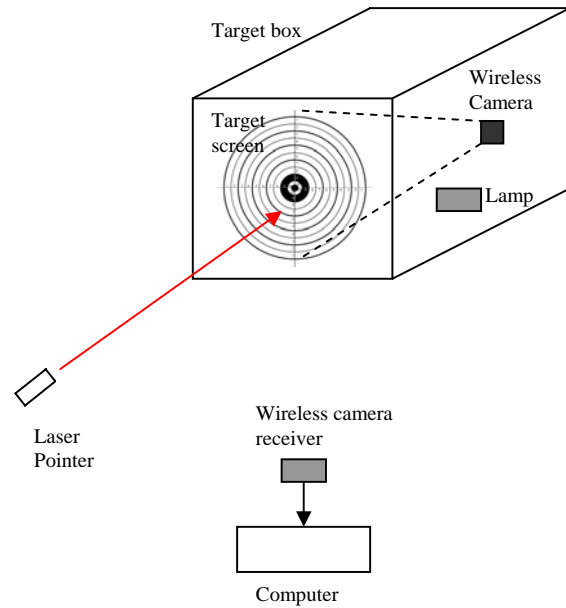 Target box
Wireless
Camera
Target
screen
Lamp
Laser
Pointer
Wireless camera
receiver
Computer